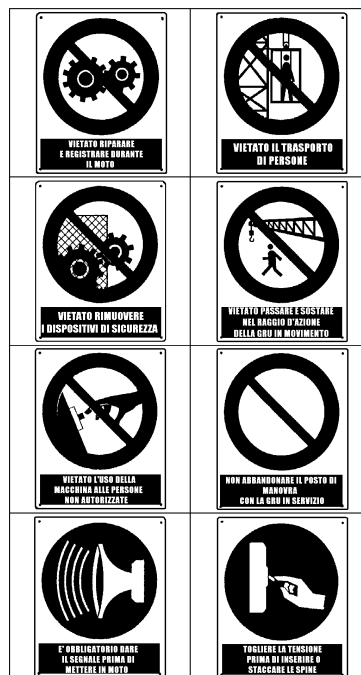 VIETATO RIPARARE
E REGISTRARE DURANTE
IL MOTO
VIETATO IL TRASPORTO
DI PERSONE
VIETATO RIMUOVERE
I DISPOSITIVI DI SICUREZZA
VIETATO PASSARE E SOSTARE
NEL RAGGIO D'AZIONE
DELLA GRU IN MOVIMENTO
VIETATO L'USO DELLA
MACCHINA ALLE PERSONE
NON AUTORIZZATE
NON ABBANDONARE IL POSTO DI
MANOVRA
CON LA GRU IN SERVIZIO
E' OBBLIGATORIO DARE
IL SEGNALE PRIMA DI
METTERE IN MOTO
TOGLIERE LA TENSIONE
PRIMA DI INSERIRE O
STACCARE LE SPINE